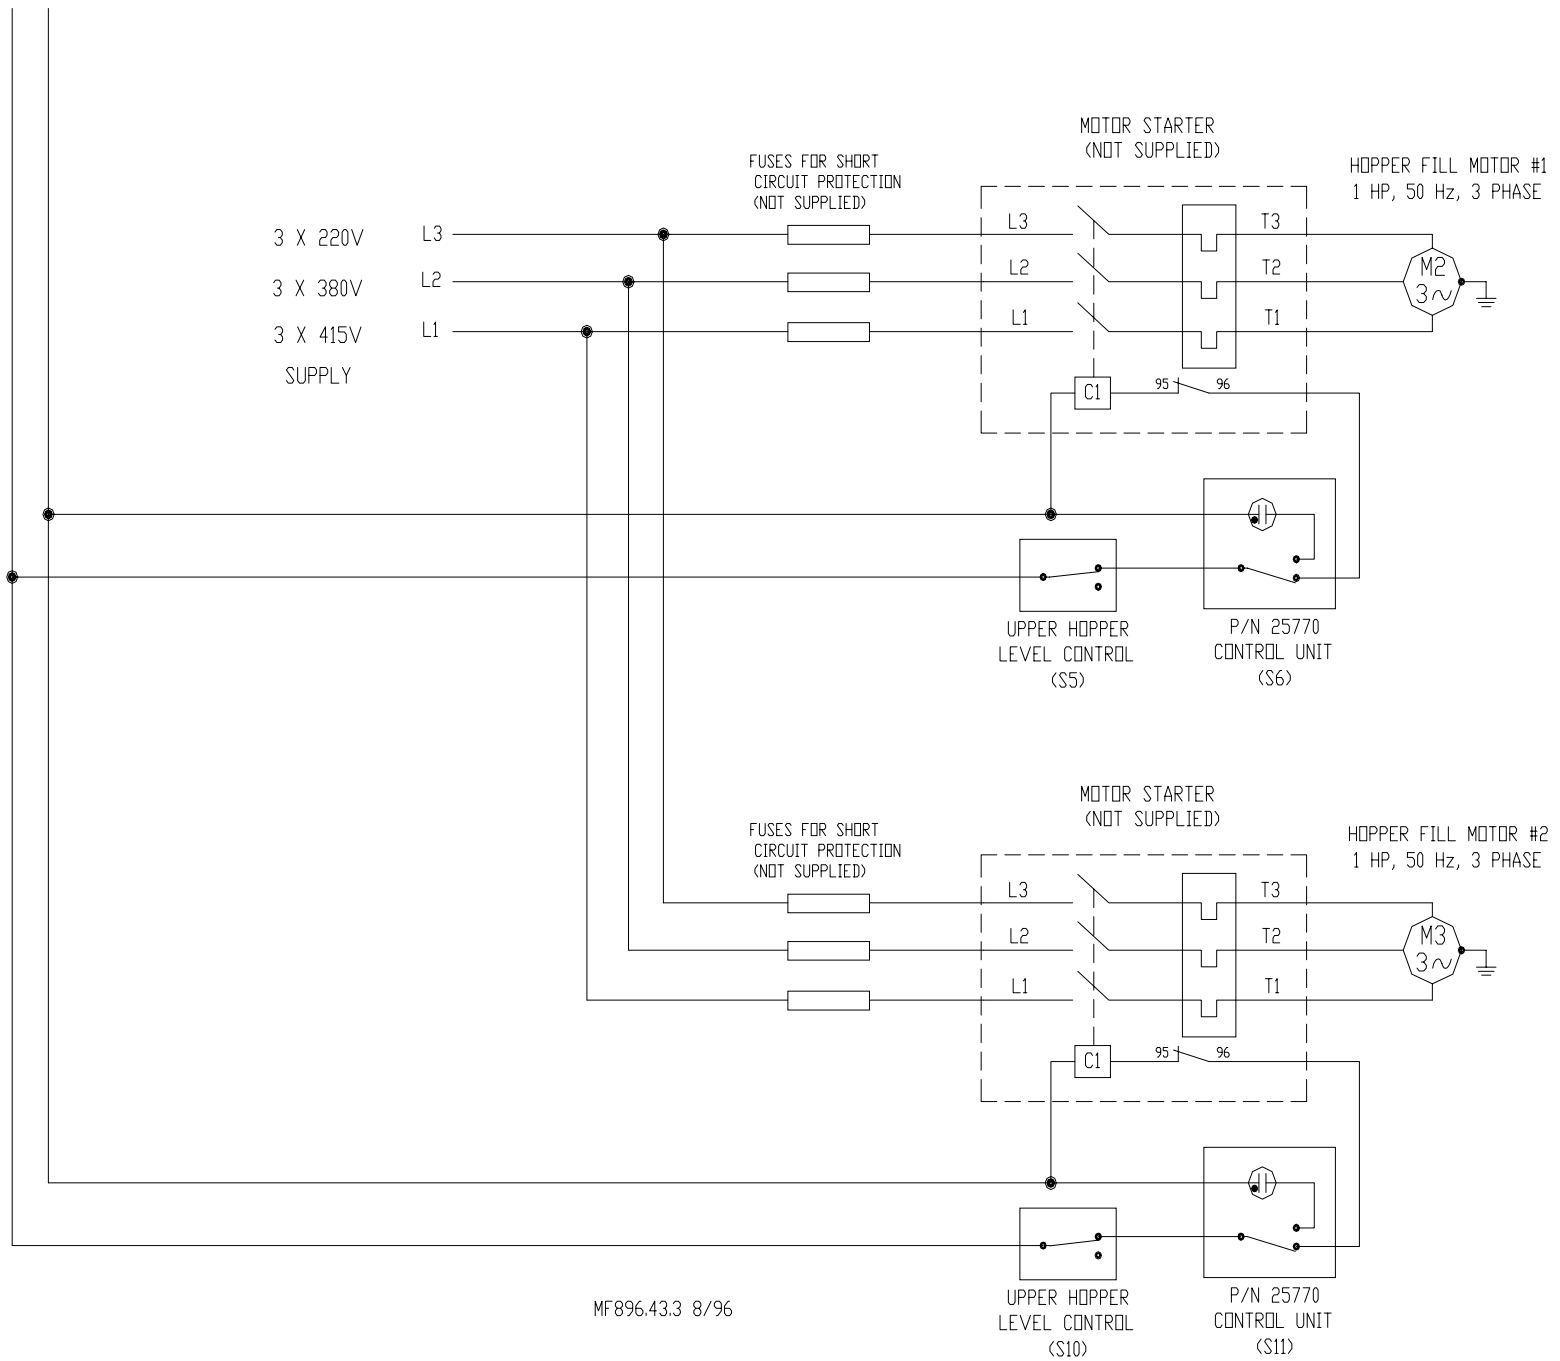 MOTOR STARTER
(NOT SUPPLIED)
FUSES FOR SHORT
CIRCUIT PROTECTION
(NOT SUPPLIED)
HOPPER FILL MOTOR #1
1 HP, 50 Hz, 3 PHASE
3 X 220V
L3
L3
T3
3 X 380V
L2
L2
T2
M2
3~
3 X 415V
L1
L1
T1
SUPPLY
C1
95
96
UPPER HOPPER
LEVEL CONTROL
(S5)
P/N 25770
CONTROL UNIT
(S6)
MOTOR STARTER
(NOT SUPPLIED)
FUSES FOR SHORT
CIRCUIT PROTECTION
(NOT SUPPLIED)
HOPPER FILL MOTOR #2
1 HP, 50 Hz, 3 PHASE
L3
T3
L2
T2
M3
3~
L1
T1
C1
95
96
UPPER HOPPER
LEVEL CONTROL
(S10)
P/N 25770
CONTROL UNIT
(S11)
MF896.43.3 8/96